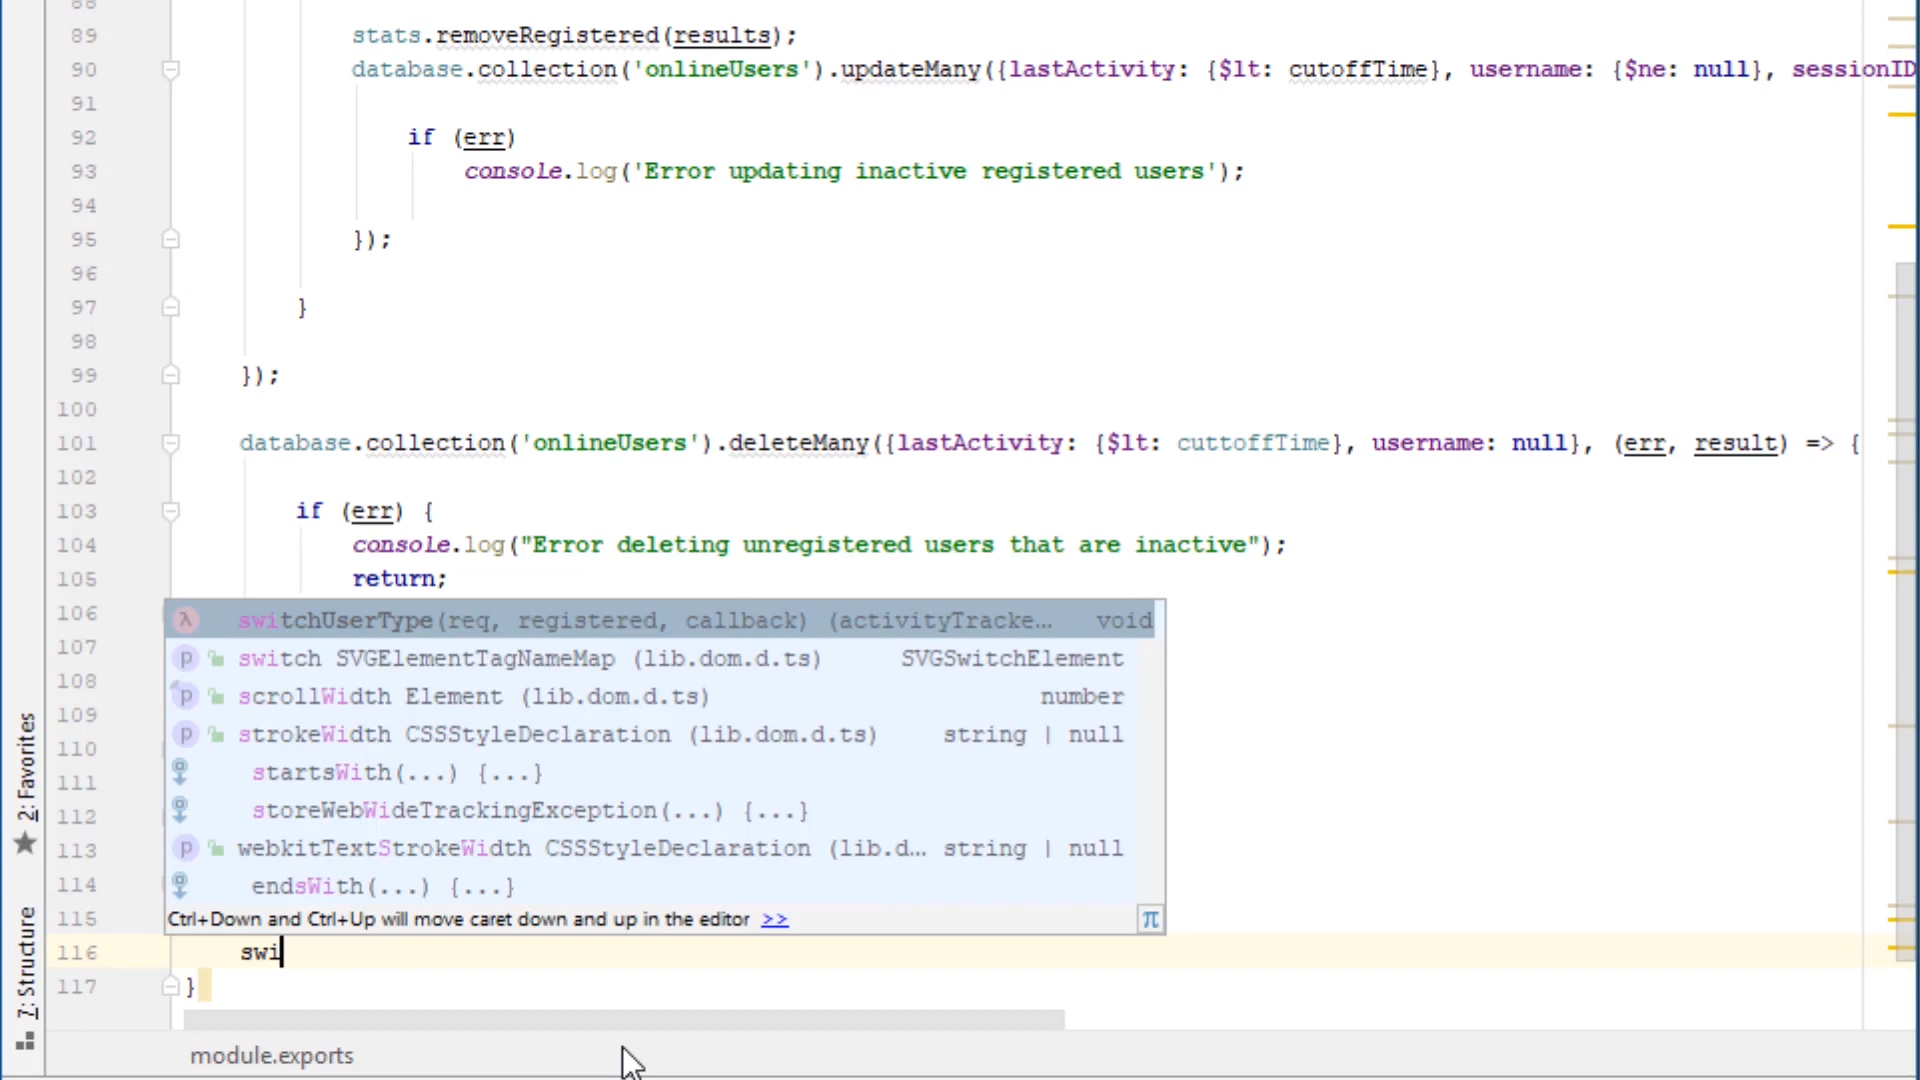 88
89 stats.removeRegistered(results);
90 database.collection('onlineUsers').updateMany({lastActivity: {$lt: cutoffTime}, username: {$ne: null}, sessionID
91
92 if (err)
93 console.log('Error updating inactive registered users');
94
95 });
96
97 }
98
99 });
100
101 database.collection('onlineUsers').deleteMany({lastActivity: {$lt: cuttoffTime}, username: null}, (err, result) => {
102
103 if (err) {
104 console.log("Error deleting unregistered users that are inactive");
105 return;
106
107
108
109
110
111
112
113
114
115
λ switchUserType(req, registered, callback) (activityTracke... void
p switch SVGElementTagNameMap (lib.dom.d.ts) SVGSwitchElement
p scrollWidth Element (lib.dom.d.ts) number
p strokeWidth CSSStyleDeclaration (lib.dom.d.ts) string | null
startsWith(...) {...}
storeWebWideTrackingException(...) {...}
p webkitTextStrokeWidth CSSStyleDeclaration (lib.d... string | null
endsWith(...) {...}
Ctrl+Down and Ctrl+Up will move caret down and up in the editor >> π
116 swi
117 }
module.exports
2: Favorites
7: Structure